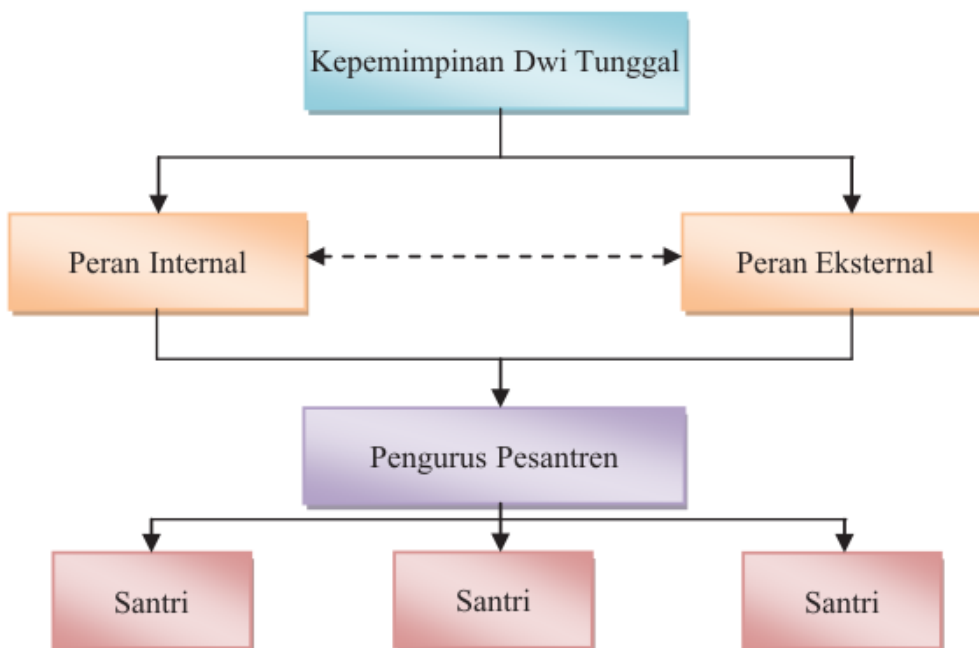 Kepemimpinan Dwi Tunggal
Peran Internal
Peran Eksternal
Pengurus Pesantren
Santri
Santri
Santri